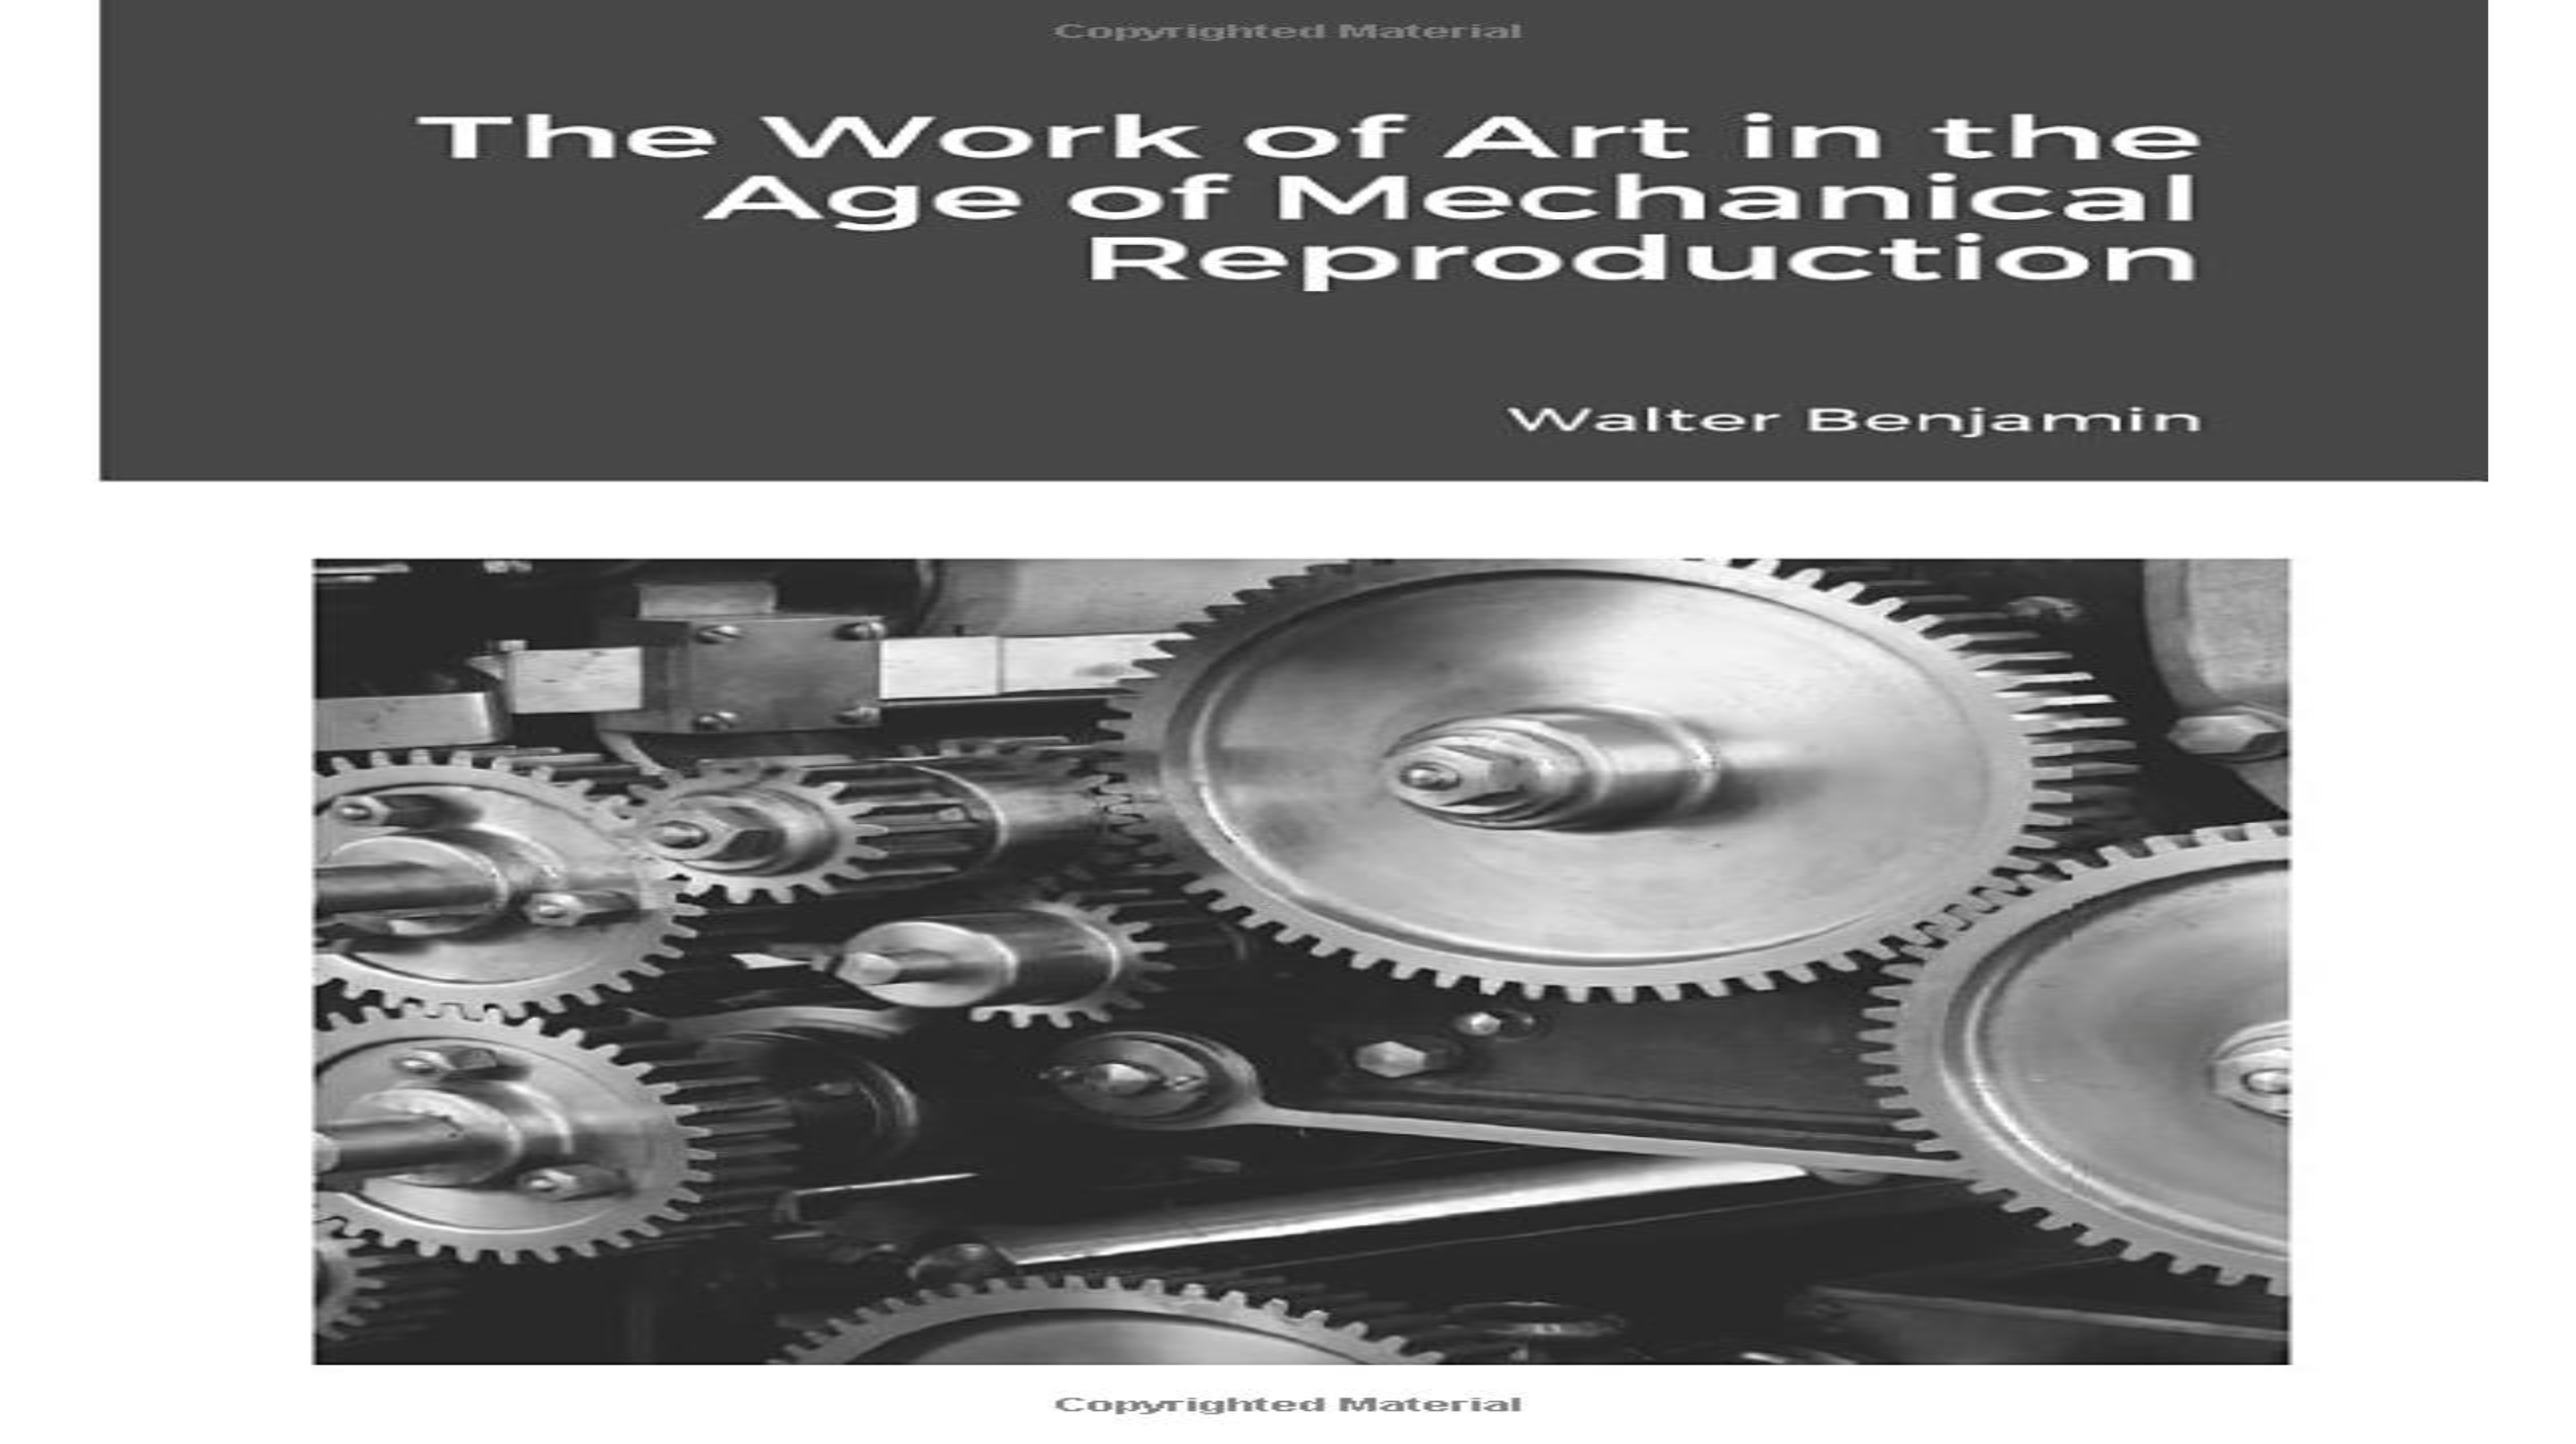 Copyrighted Material
The Work of Art in the
Age of Mechanical
Reproduction
Walter Benjamin
Copyrighted Material